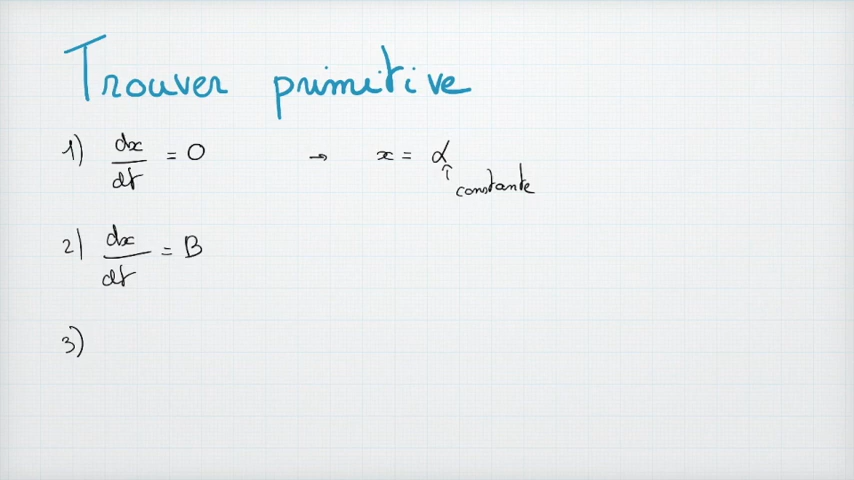 Trouver primitive
1) dx/dt = 0 → x = α
↑ constante
2) dx/dt = B
3)